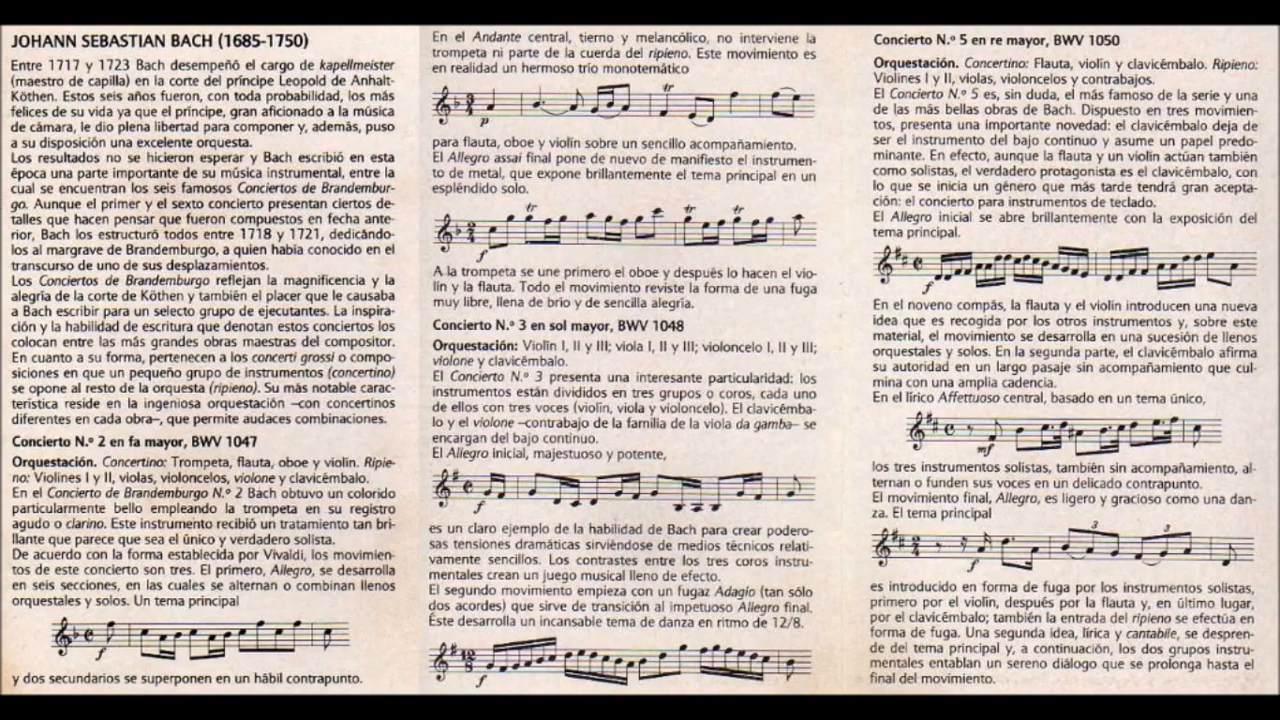 JOHANN SEBASTIAN BACH (1685-1750)
Entre 1717 y 1723 Bach desempeñó el cargo de kapellmeister
(maestro de capilla) en la corte del príncipe Leopold de Anhalt-
Köthen. Estos seis años fueron, con toda probabilidad, los más
felices de su vida ya que el príncipe, gran aficionado a la música
de cámara, le dio plena libertad para componer y, además, puso
a su disposición una excelente orquesta.
Los resultados no se hicieron esperar y Bach escribió en esta
época una parte importante de su música instrumental, entre la
cual se encuentran los seis famosos Conciertos de Brandembur-
go. Aunque el primer y el sexto concierto presentan ciertos de-
talles que hacen pensar que fueron compuestos en fecha ante-
rior, Bach los estructuró todos entre 1718 y 1721, dedicándo-
los al margrave de Brandemburgo, a quien había conocido en el
transcurso de uno de sus desplazamientos.
Los Conciertos de Brandemburgo reflejan la magnificencia y la
alegría de la corte de Köthen y también el placer que le causaba
a Bach escribir para un selecto grupo de ejecutantes. La inspira-
ción y la habilidad de escritura que denotan estos conciertos los
colocan entre las más grandes obras maestras del compositor.
En cuanto a su forma, pertenecen a los concerti grossi o compo-
siciones en que un pequeño grupo de instrumentos (concertino)
se opone al resto de la orquesta (ripieno). Su más notable carac-
terística reside en la ingeniosa orquestación –con concertinos
diferentes en cada obra–, que permite audaces combinaciones.
Concierto N.º 2 en fa mayor, BWV 1047
Orquestación. Concertino: Trompeta, flauta, oboe y violín. Ripie-
no: Violines I y II, violas, violoncelos, violone y clavicémbalo.
En el Concierto de Brandemburgo N.º 2 Bach obtuvo un colorido
particularmente bello empleando la trompeta en su registro
agudo o clarino. Este instrumento recibió un tratamiento tan bri-
llante que parece que sea el único y verdadero solista.
De acuerdo con la forma establecida por Vivaldi, los movimien-
tos de este concierto son tres. El primero, Allegro, se desarrolla
en seis secciones, en las cuales se alternan o combinan llenos
orquestales y solos. Un tema principal
f
y dos secundarios se superponen en un hábil contrapunto.
En el Andante central, tierno y melancólico, no interviene la
trompeta ni parte de la cuerda del ripieno. Este movimiento es
en realidad un hermoso trío monotemático
tr
p
para flauta, oboe y violín sobre un sencillo acompañamiento.
El Allegro assai final pone de nuevo de manifiesto el instrumen-
to de metal, que expone brillantemente el tema principal en un
espléndido solo.
2 4 tr tr tr
f
A la trompeta se une primero el oboe y después lo hacen el vio-
lín y la flauta. Todo el movimiento reviste la forma de una fuga
muy libre, llena de brío y de sencilla alegría.
Concierto N.º 3 en sol mayor, BWV 1048
Orquestación: Violín I, II y III; viola I, II y III; violoncelo I, II y III;
violone y clavicémbalo.
El Concierto N.º 3 presenta una interesante particularidad: los
instrumentos están divididos en tres grupos o coros, cada uno
de ellos con tres voces (violín, viola y violoncelo). El clavicémba-
lo y el violone –contrabajo de la familia de la viola da gamba– se
encargan del bajo continuo.
El Allegro inicial, majestuoso y potente,
f
es un claro ejemplo de la habilidad de Bach para crear podero-
sas tensiones dramáticas sirviéndose de medios técnicos relati-
vamente sencillos. Los contrastes entre los tres coros instru-
mentales crean un juego musical lleno de efecto.
El segundo movimiento empieza con un fugaz Adagio (tan sólo
dos acordes) que sirve de transición al impetuoso Allegro final.
Éste desarrolla un incansable tema de danza en ritmo de 12/8.
12 8
f
Concierto N.º 5 en re mayor, BWV 1050
Orquestación. Concertino: Flauta, violín y clavicémbalo. Ripieno:
Violines I y II, violas, violoncelos y contrabajos.
El Concierto N.º 5 es, sin duda, el más famoso de la serie y una
de las más bellas obras de Bach. Dispuesto en tres movimien-
tos, presenta una importante novedad: el clavicémbalo deja de
ser el instrumento del bajo continuo y asume un papel predo-
minante. En efecto, aunque la flauta y un violín actúan también
como solistas, el verdadero protagonista es el clavicémbalo, con
lo que se inicia un género que más tarde tendrá gran acepta-
ción: el concierto para instrumentos de teclado.
El Allegro inicial se abre brillantemente con la exposición del
tema principal.
f
En el noveno compás, la flauta y el violín introducen una nueva
idea que es recogida por los otros instrumentos y, sobre este
material, el movimiento se desarrolla en una sucesión de llenos
orquestales y solos. En la segunda parte, el clavicémbalo afirma
su autoridad en un largo pasaje sin acompañamiento que cul-
mina con una amplia cadencia.
En el lírico Affettuoso central, basado en un tema único,
mf
los tres instrumentos solistas, también sin acompañamiento, al-
ternan o funden sus voces en un delicado contrapunto.
El movimiento final, Allegro, es ligero y gracioso como una dan-
za. El tema principal
2 4 3 3
f
es introducido en forma de fuga por los instrumentos solistas,
primero por el violín, después por la flauta y, en último lugar,
por el clavicémbalo; también la entrada del ripieno se efectúa en
forma de fuga. Una segunda idea, lírica y cantabile, se despren-
de del tema principal y, a continuación, los dos grupos instru-
mentales entablan un sereno diálogo que se prolonga hasta el
final del movimiento.